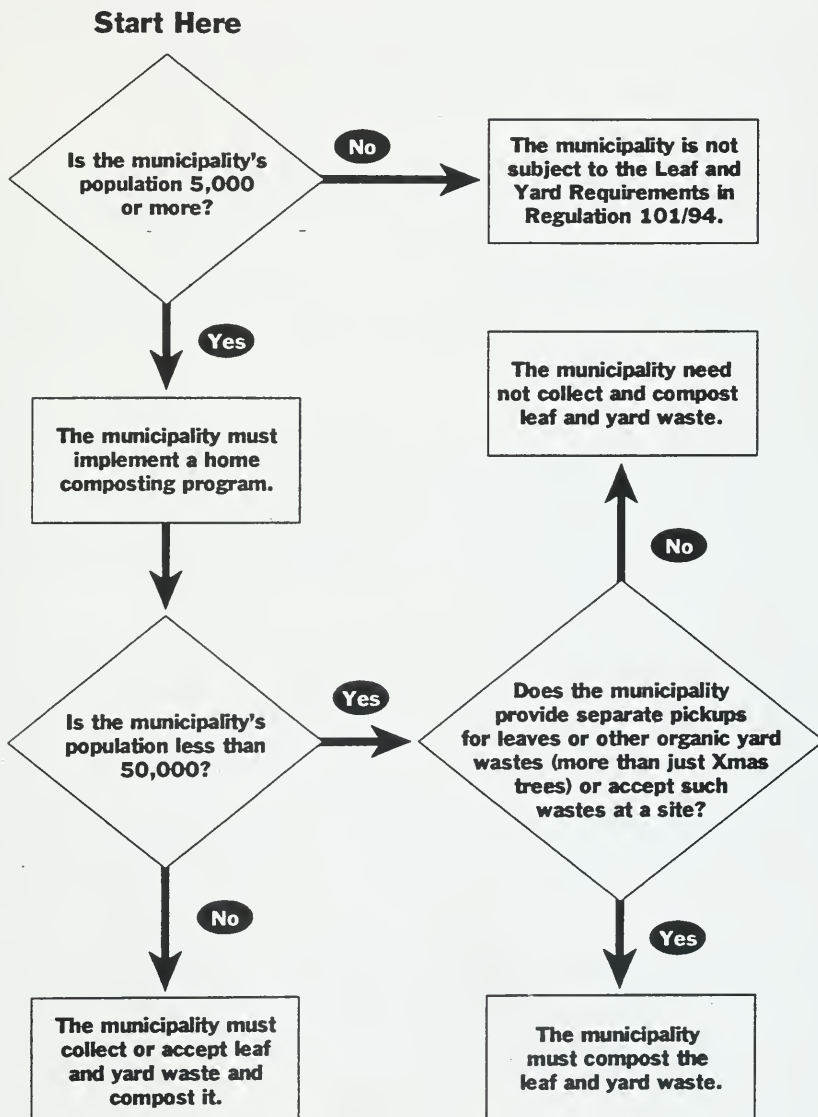 Start Here
Is the municipality's
population 5,000
or more?
No
The municipality is not
subject to the Leaf and
Yard Requirements in
Regulation 101/94.
Yes
The municipality must
implement a home
composting program.
The municipality need
not collect and compost
leaf and yard waste.
No
Is the municipality's
population less than
50,000?
Yes
Does the municipality
provide separate pickups
for leaves or other organic yard
wastes (more than just Xmas
trees) or accept such
wastes at a site?
No
Yes
The municipality must
collect or accept leaf
and yard waste and
compost it.
The municipality
must compost the
leaf and yard waste.